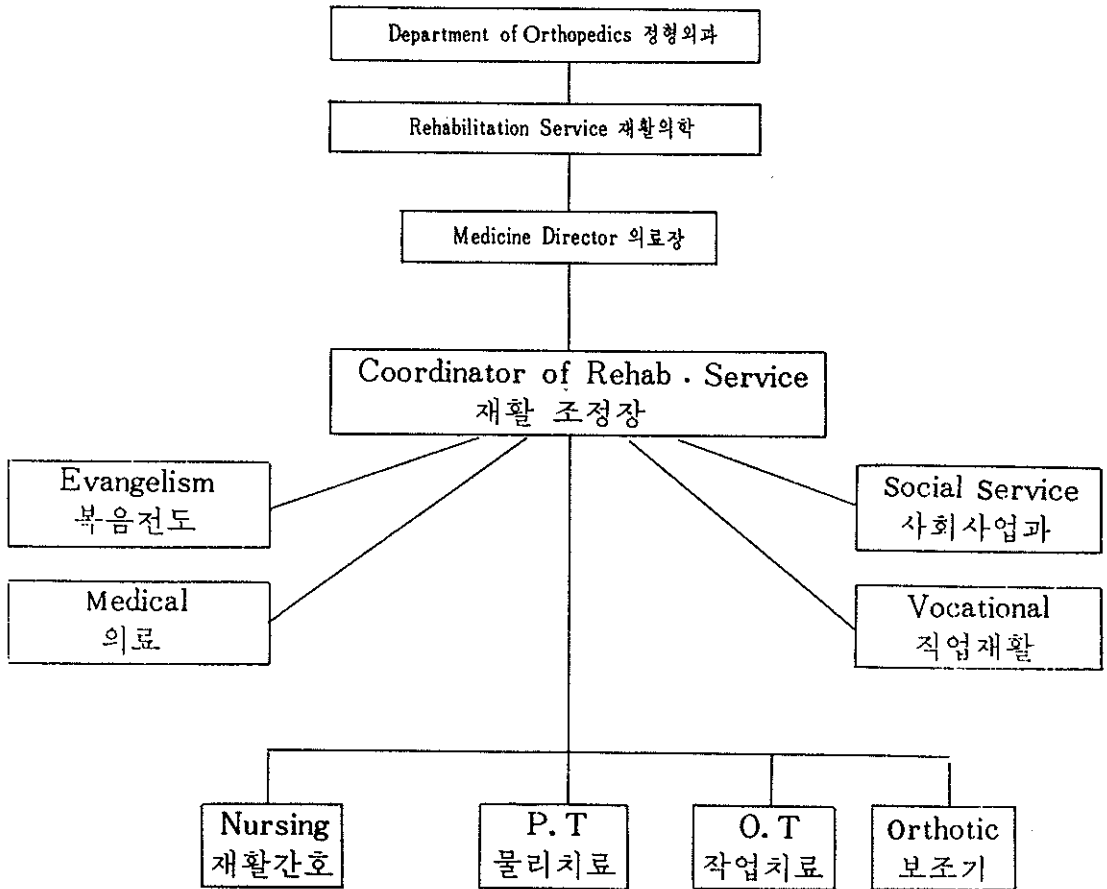 Department of Orthopedics 정형외과
Rehabilitation Service 재활의학
Medicine Director 의료장
Coordinator of Rehab. Service
재활 조정장
Evangelism
복음전도
Social Service
사회사업과
Medical
의료
Vocational
직업재활
Nursing
재활간호
P.T
물리치료
O.T
작업치료
Orthotic
보조기